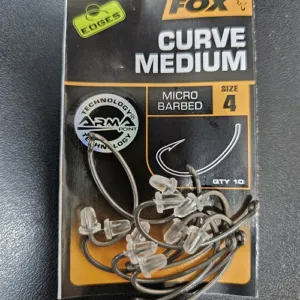 EDGES
FOX
CURVE
MEDIUM
MICRO
BARBED
SIZE
4
TECHNOLOGY
ARMA
POINT
TECHNOLOGY
QTY 10